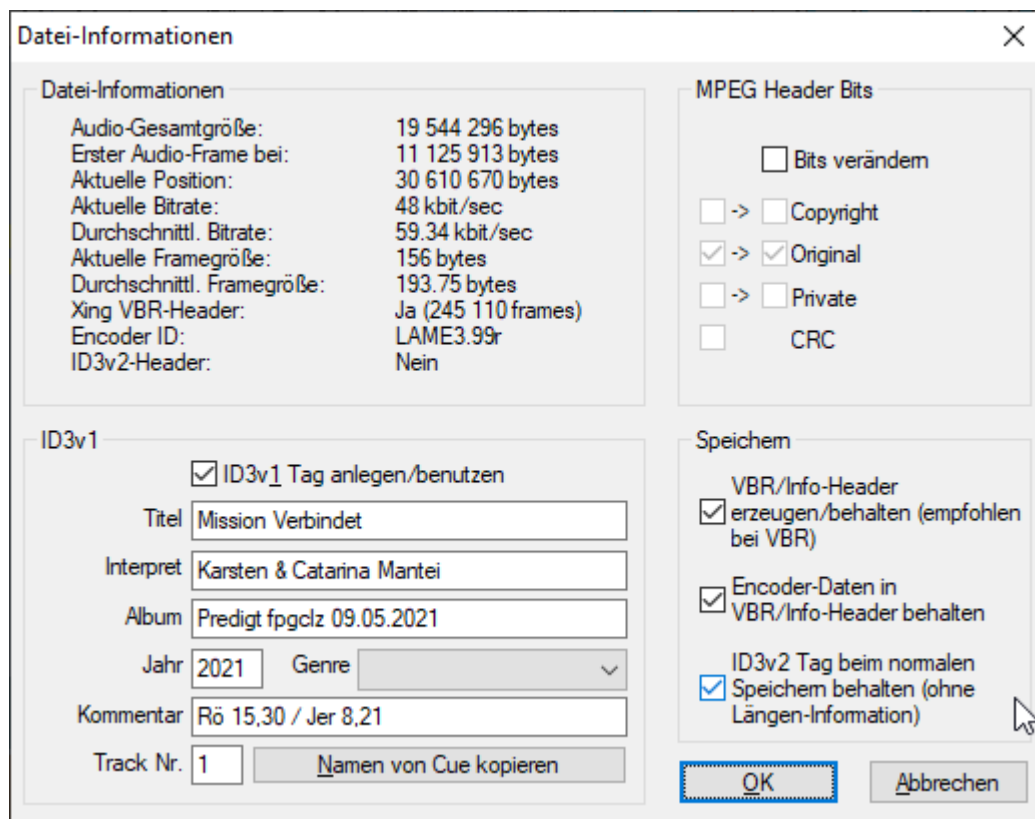 Datei-Informationen
Datei-Informationen
Audio-Gesamtgröße: 19 544 296 bytes
Erster Audio-Frame bei: 11 125 913 bytes
Aktuelle Position: 30 610 670 bytes
Aktuelle Bitrate: 48 kbit/sec
Durchschnittl. Bitrate: 59.34 kbit/sec
Aktuelle Framegröße: 156 bytes
Durchschnittl. Framegröße: 193.75 bytes
Xing VBR-Header: Ja (245 110 frames)
Encoder ID: LAME3.99r
ID3v2-Header: Nein
MPEG Header Bits
Bits verändern
-> Copyright
-> Original
-> Private
CRC
ID3v1
ID3v1 Tag anlegen/benutzen
Titel Mission Verbindet
Interpret Karsten & Catarina Mantei
Album Predigt fpgclz 09.05.2021
Jahr 2021 Genre
Kommentar Rö 15,30 / Jer 8,21
Track Nr. 1 Namen von Cue kopieren
Speichern
VBR/Info-Header
erzeugen/behalten (empfohlen
bei VBR)
Encoder-Daten in
VBR/Info-Header behalten
ID3v2 Tag beim normalen
Speichern behalten (ohne
Längen-Information)
OK Abbrechen